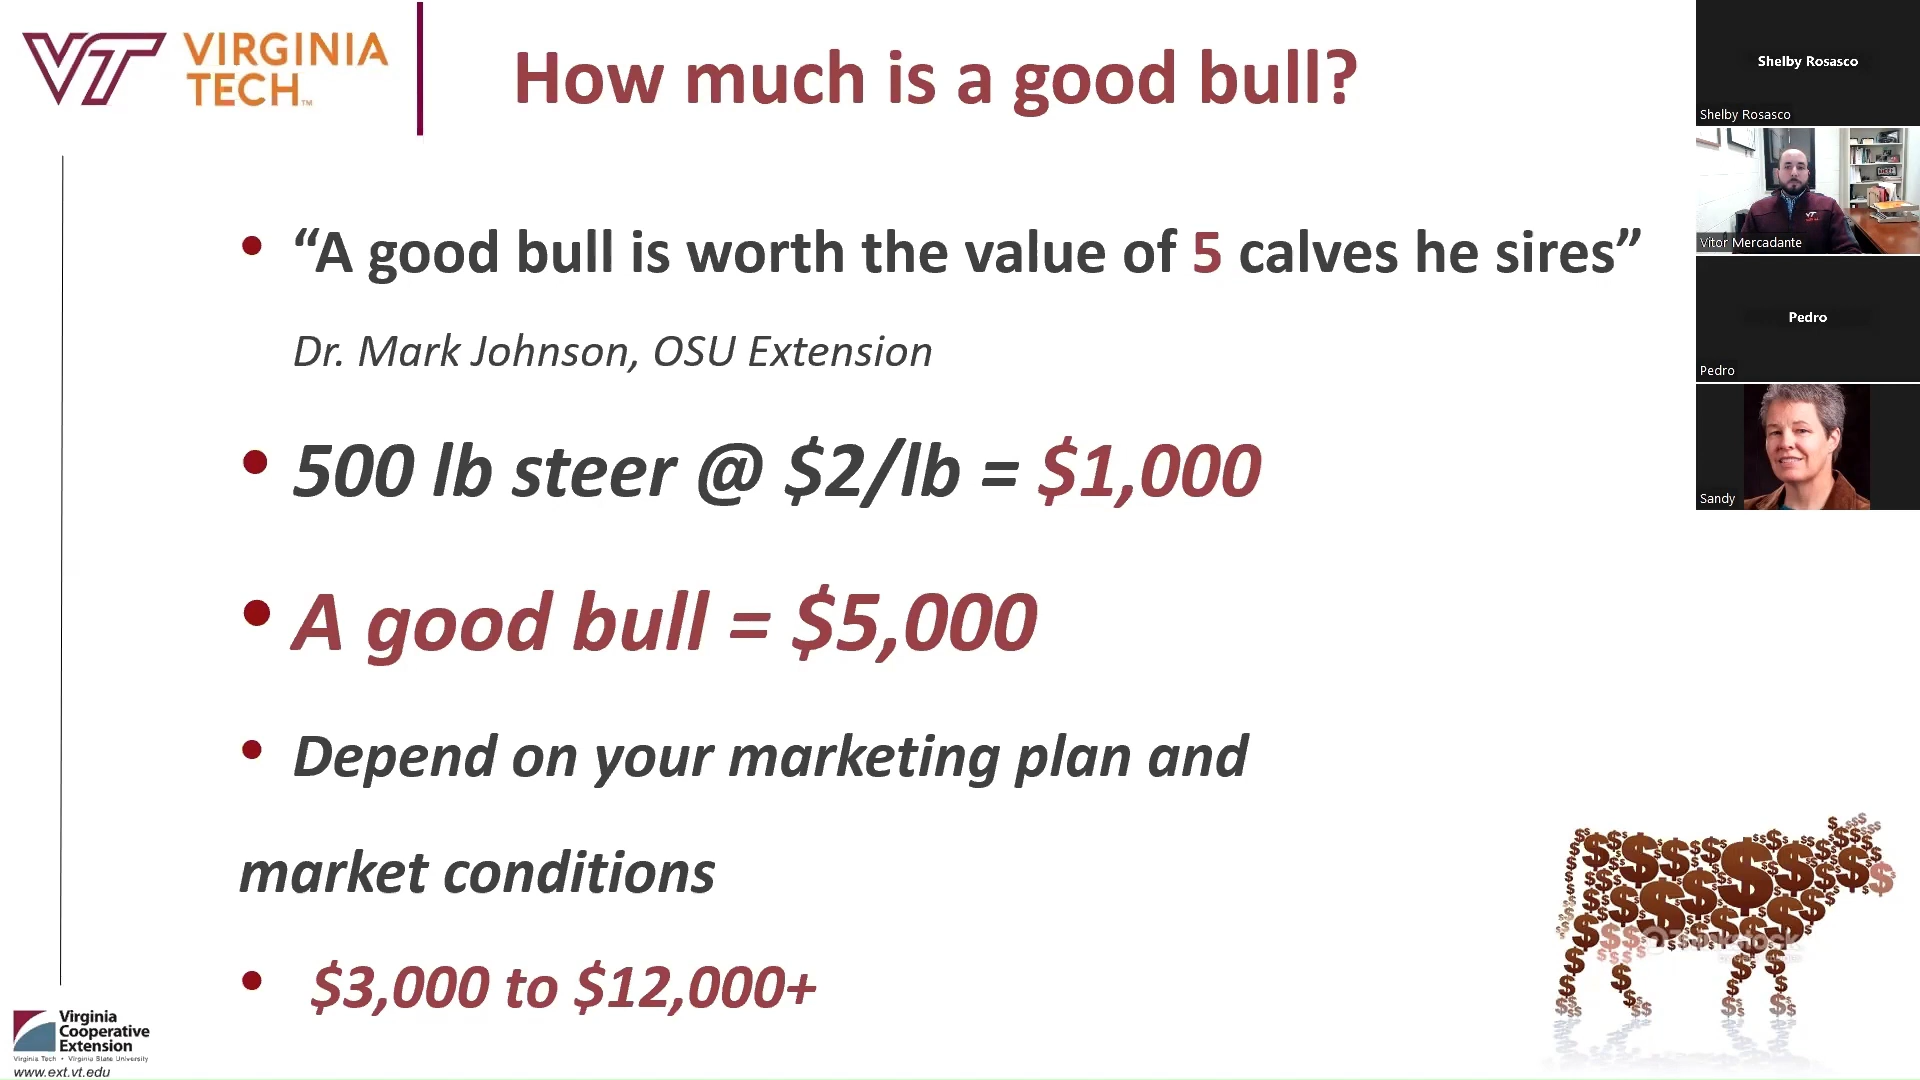 VT VIRGINIA
TECH™
How much is a good bull?
• “A good bull is worth the value of 5 calves he sires”
Dr. Mark Johnson, OSU Extension
• 500 lb steer @ $2/lb = $1,000
• A good bull = $5,000
• Depend on your marketing plan and
market conditions
• $3,000 to $12,000+
Virginia
Cooperative
Extension
Virginia Tech • Virginia State University
www.ext.vt.edu
Shelby Rosasco
Shelby Rosasco
Vitor Mercadante
Pedro
Pedro
Sandy